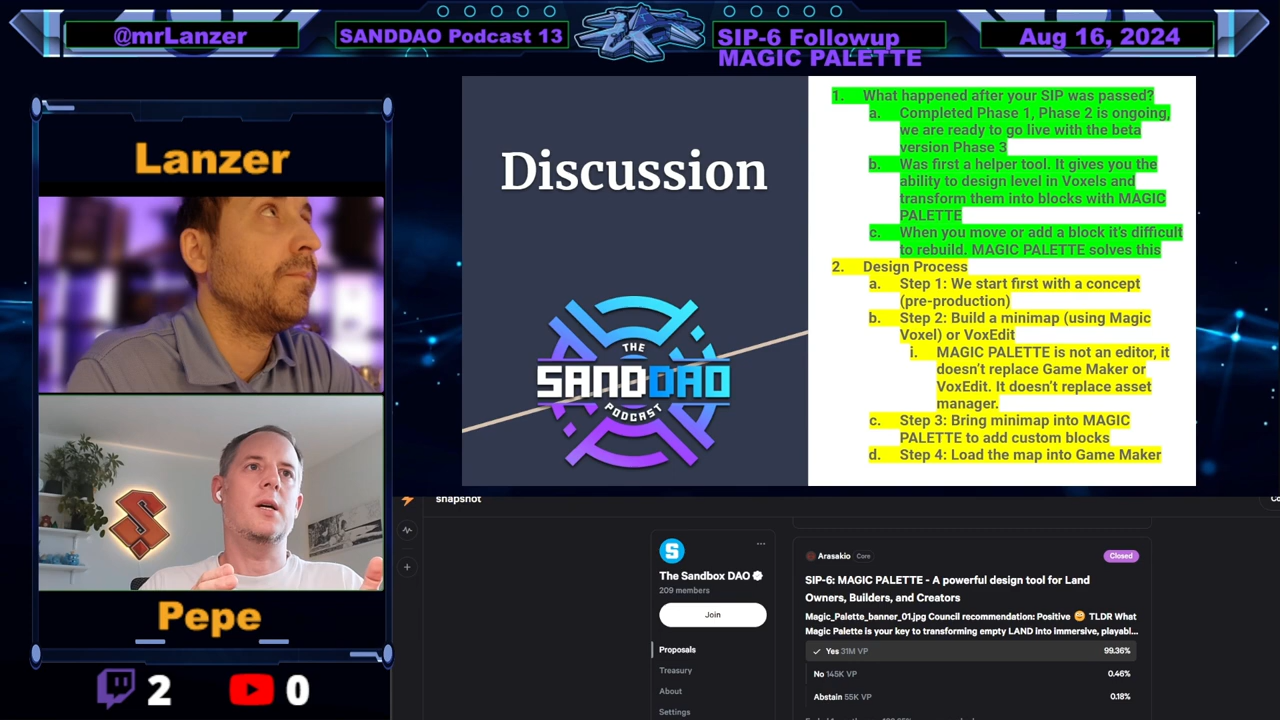 @mrLanzer
SANDDAO Podcast 13
SIP-6 Followup
MAGIC PALETTE
Aug 16, 2024
Lanzer
Pepe
2
0
Discussion
THE
SANDDAO
PODCAST
1. What happened after your SIP was passed?
a. Completed Phase 1, Phase 2 is ongoing,
we are ready to go live with the beta
version Phase 3
b. Was first a helper tool. It gives you the
ability to design level in Voxels and
transform them into blocks with MAGIC
PALETTE
c. When you move or add a block it's difficult
to rebuild. MAGIC PALETTE solves this
2. Design Process
a. Step 1: We start first with a concept
(pre-production)
b. Step 2: Build a minimap (using Magic
Voxel) or VoxEdit
i. MAGIC PALETTE is not an editor, it
doesn't replace Game Maker or
VoxEdit. It doesn't replace asset
manager.
c. Step 3: Bring minimap into MAGIC
PALETTE to add custom blocks
d. Step 4: Load the map into Game Maker
snapshot
S
The Sandbox DAO
209 members
Join
Proposals
Treasury
About
Settings
Arasakio Core
Closed
SIP-6: MAGIC PALETTE - A powerful design tool for Land
Owners, Builders, and Creators
Magic_Palette_banner_01.jpg Council recommendation: Positive 😊 TLDR What
Magic Palette is your key to transforming empty LAND into immersive, playabl...
Yes 31M VP 99.36%
No 145K VP 0.46%
Abstain 55K VP 0.18%